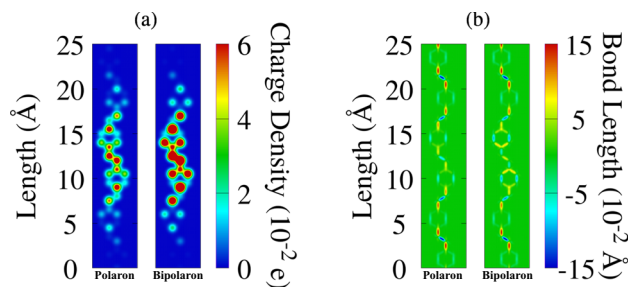 (a)
25
20
15
10
5
0
Length (Å)
Polaron
Bipolaron
6
4
2
0
Charge Density (10⁻² e)
(b)
25
20
15
10
5
0
Length (Å)
Polaron
Bipolaron
15
5
-5
-15
Bond Length (10⁻² Å)